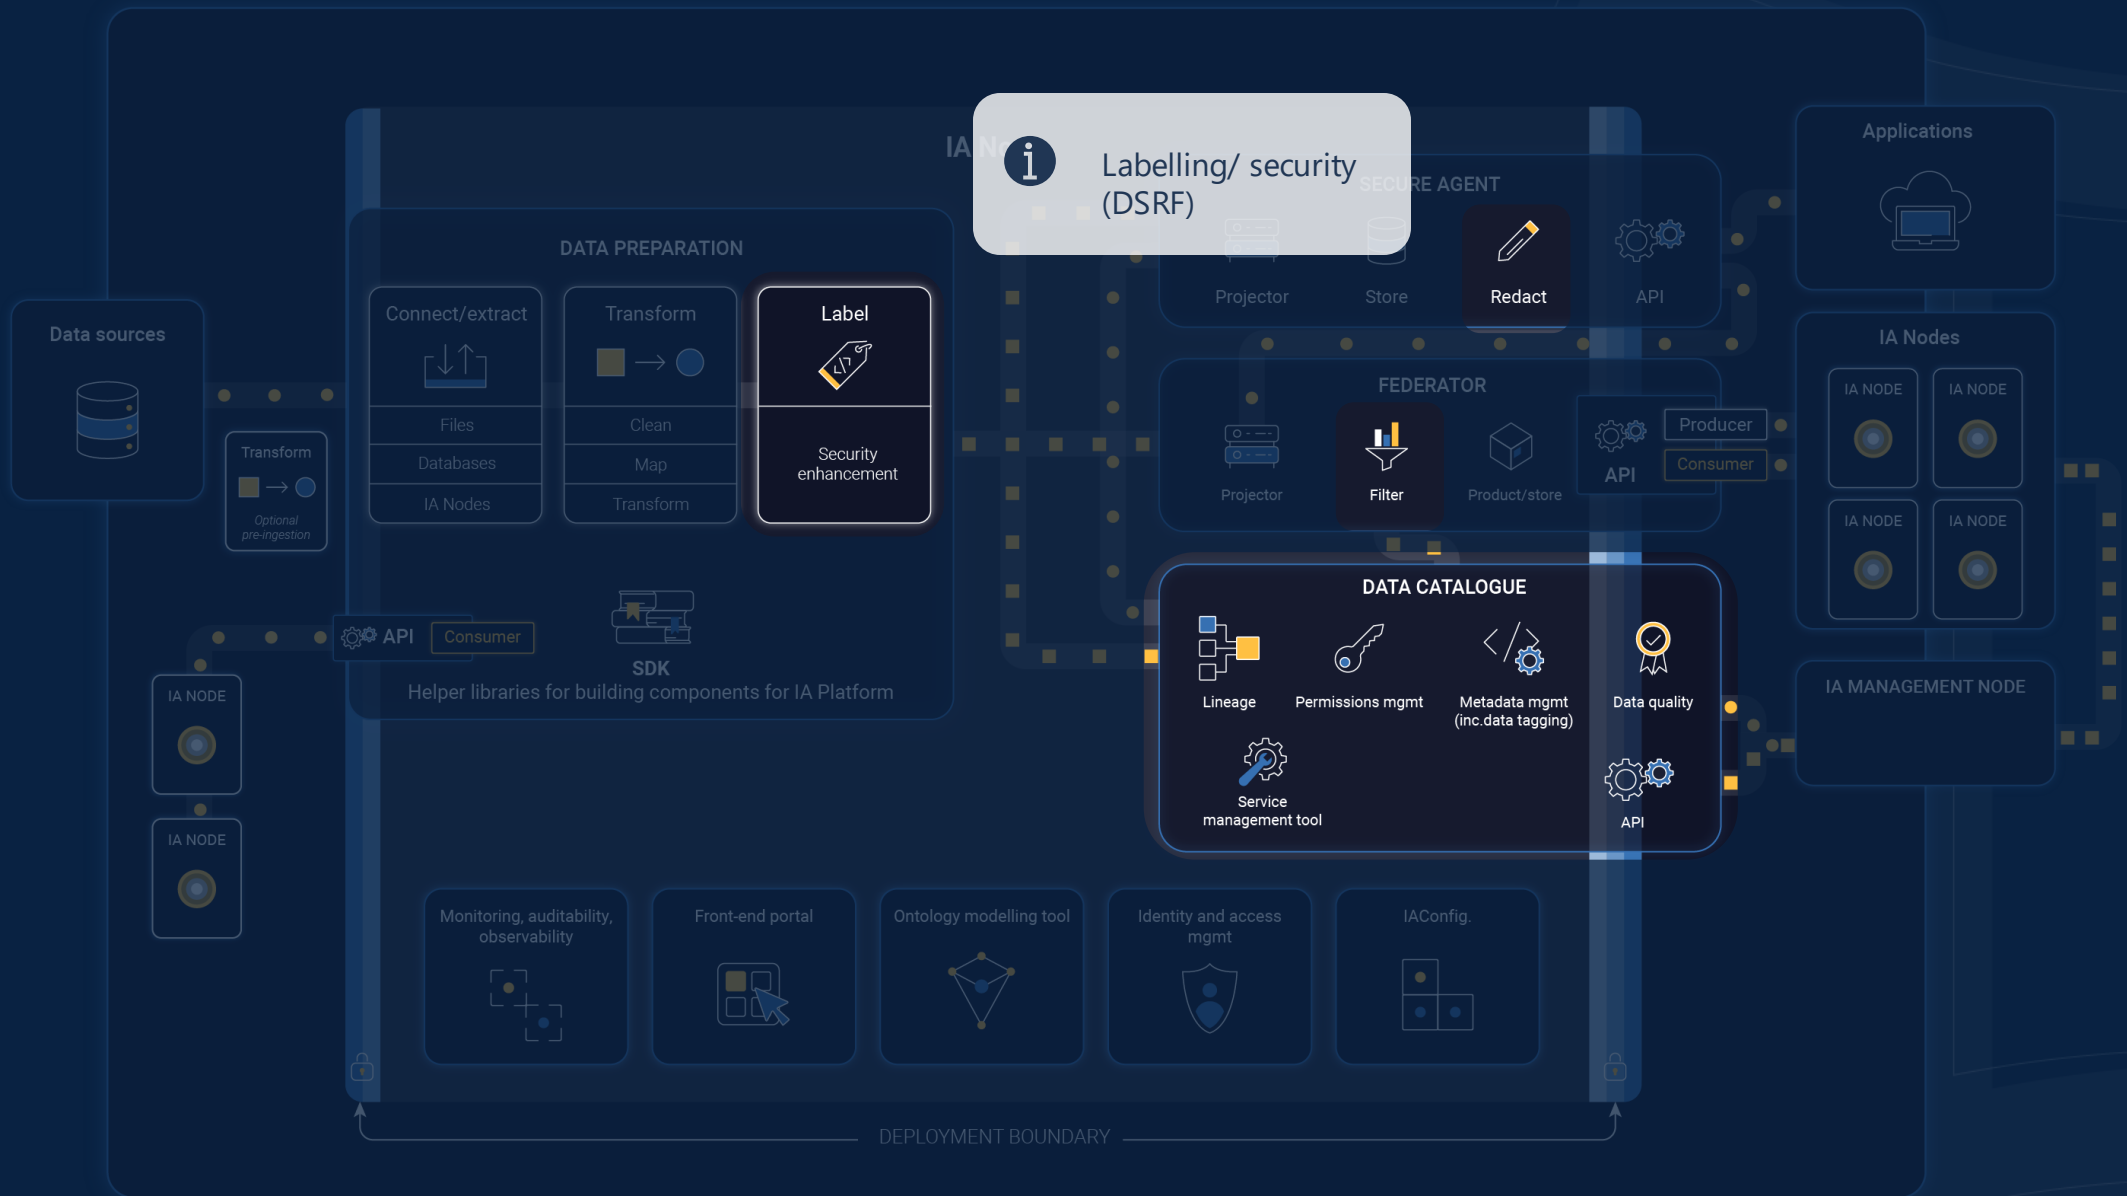 IA No
Labelling/ security
(DSRF)
SECURE AGENT
Projector
Store
Redact
API
Applications
DATA PREPARATION
Connect/extract
Files
Databases
IA Nodes
Transform
Clean
Map
Transform
Label
Security
enhancement
Data sources
Transform
Optional
pre-ingestion
FEDERATOR
Projector
Filter
Product/store
API
Producer
Consumer
IA Nodes
IA NODE
IA NODE
IA NODE
IA NODE
API
Consumer
SDK
Helper libraries for building components for IA Platform
IA NODE
IA NODE
DATA CATALOGUE
Lineage
Permissions mgmt
Metadata mgmt
(inc.data tagging)
Data quality
Service
management tool
API
IA MANAGEMENT NODE
Monitoring, auditability,
observability
Front-end portal
Ontology modelling tool
Identity and access
mgmt
IAConfig.
DEPLOYMENT BOUNDARY